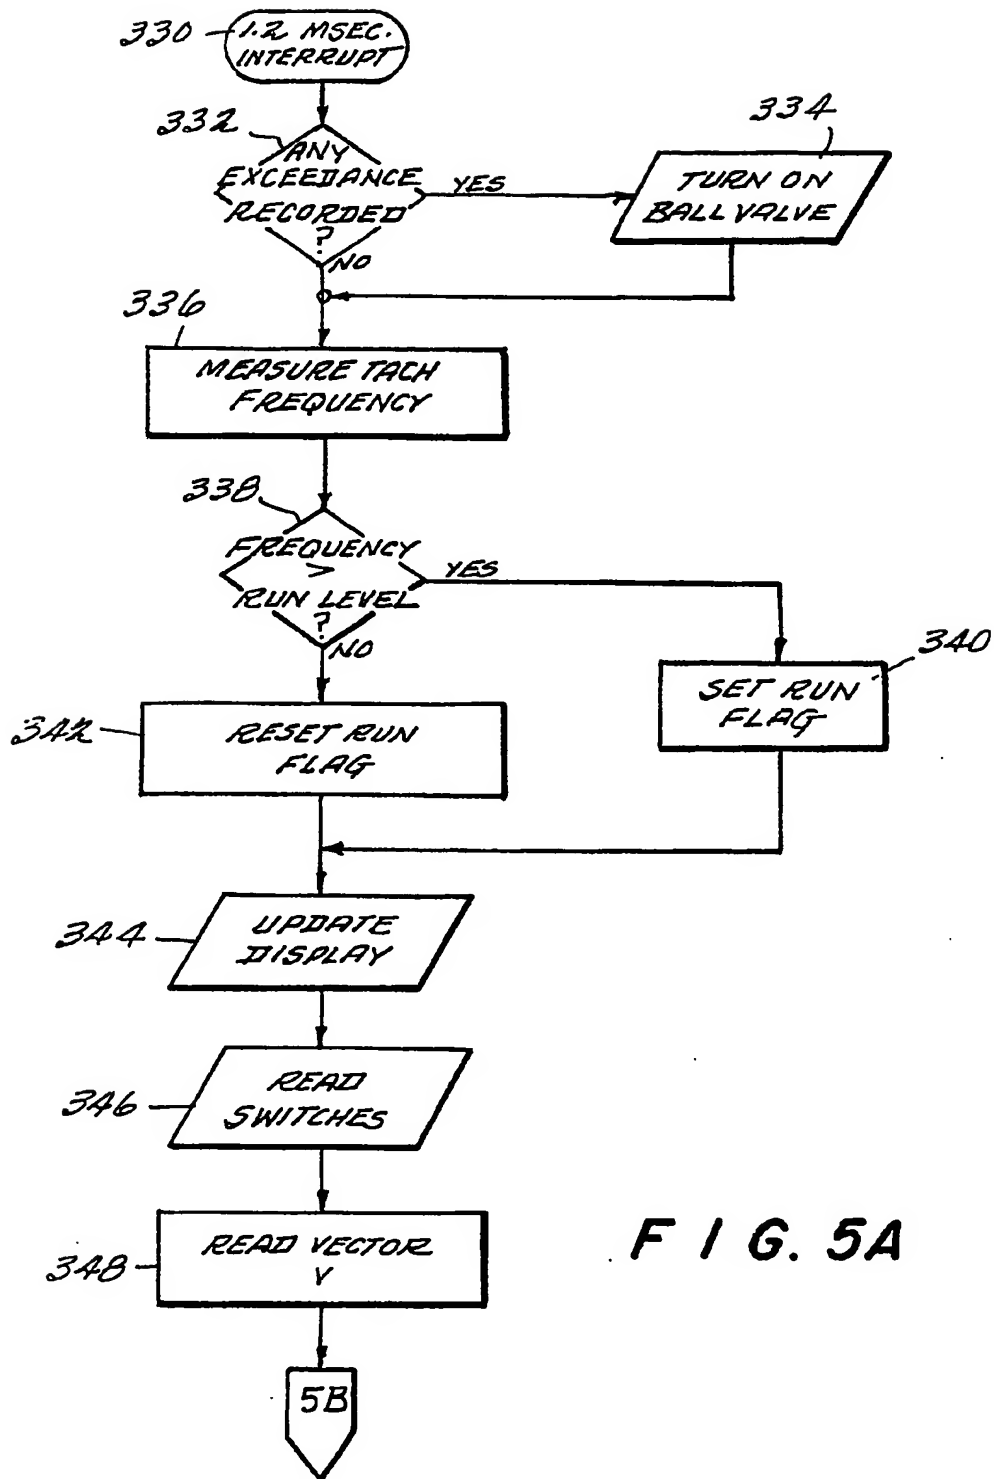 330
1.2 MSEC.
INTERRUPT
332
ANY
EXCEEDANCE
RECORDED
?
YES
NO
334
TURN ON
BALL VALVE
336
MEASURE TACH
FREQUENCY
338
FREQUENCY
>
RUN LEVEL
?
YES
NO
340
SET RUN
FLAG
342
RESET RUN
FLAG
344
UPDATE
DISPLAY
346
READ
SWITCHES
348
READ VECTOR
Y
5B
FIG. 5A